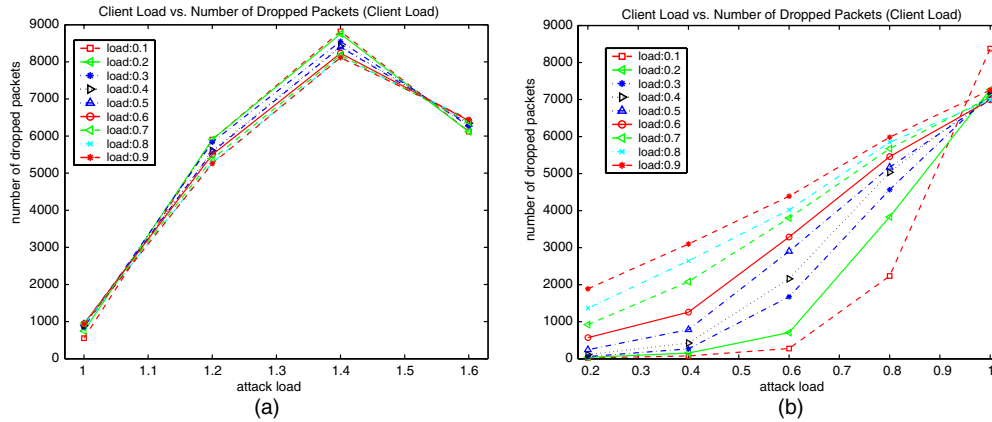 Client Load vs. Number of Dropped Packets (Client Load)
9000
8000
7000
6000
5000
4000
3000
2000
1000
0
number of dropped packets
load:0.1
load:0.2
load:0.3
load:0.4
load:0.5
load:0.6
load:0.7
load:0.8
load:0.9
1 1.1 1.2 1.3 1.4 1.5 1.6
attack load
(a)
Client Load vs. Number of Dropped Packets (Client Load)
9000
8000
7000
6000
5000
4000
3000
2000
1000
0
number of dropped packets
load:0.1
load:0.2
load:0.3
load:0.4
load:0.5
load:0.6
load:0.7
load:0.8
load:0.9
0.2 0.3 0.4 0.5 0.6 0.7 0.8 0.9 1
attack load
(b)